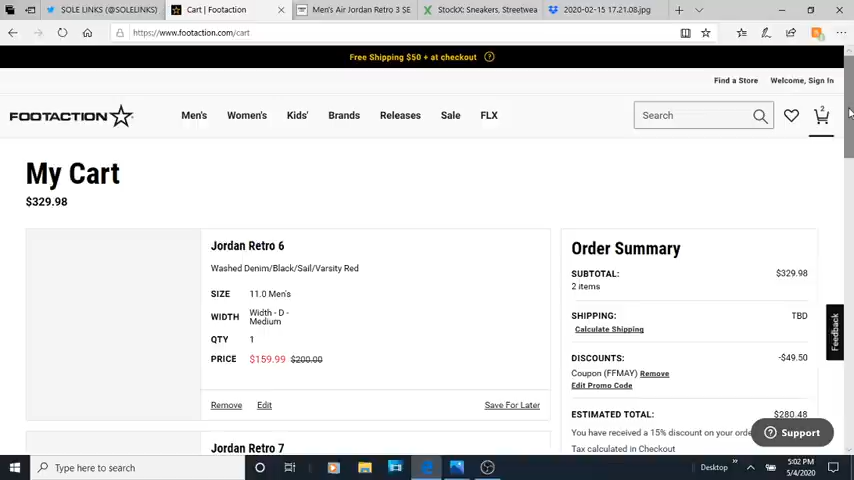 SOLE LINKS (@SOLELINKS)
Cart | Footaction
Men's Air Jordan Retro 3 SE
StockX: Sneakers, Streetwea
2020-02-15 17.21.08.jpg
https://www.footaction.com/cart
Free Shipping $50 + at checkout ?
Find a Store Welcome, Sign In
FOOTACTION
Men's Women's Kids' Brands Releases Sale FLX
Search
2
My Cart
$329.98
Jordan Retro 6
Washed Denim/Black/Sail/Varsity Red
SIZE 11.0 Men's
WIDTH Width - D -
Medium
QTY 1
PRICE $159.99 $200.00
Remove Edit Save For Later
Jordan Retro 7
Order Summary
SUBTOTAL: $329.98
2 items
SHIPPING: TBD
Calculate Shipping
DISCOUNTS: -$49.50
Coupon (FFMAY) Remove
Edit Promo Code
ESTIMATED TOTAL: $280.48
You have received a 15% discount on your orde
Tax calculated in Checkout
Feedback
? Support
Type here to search
Desktop
5:02 PM
5/4/2020